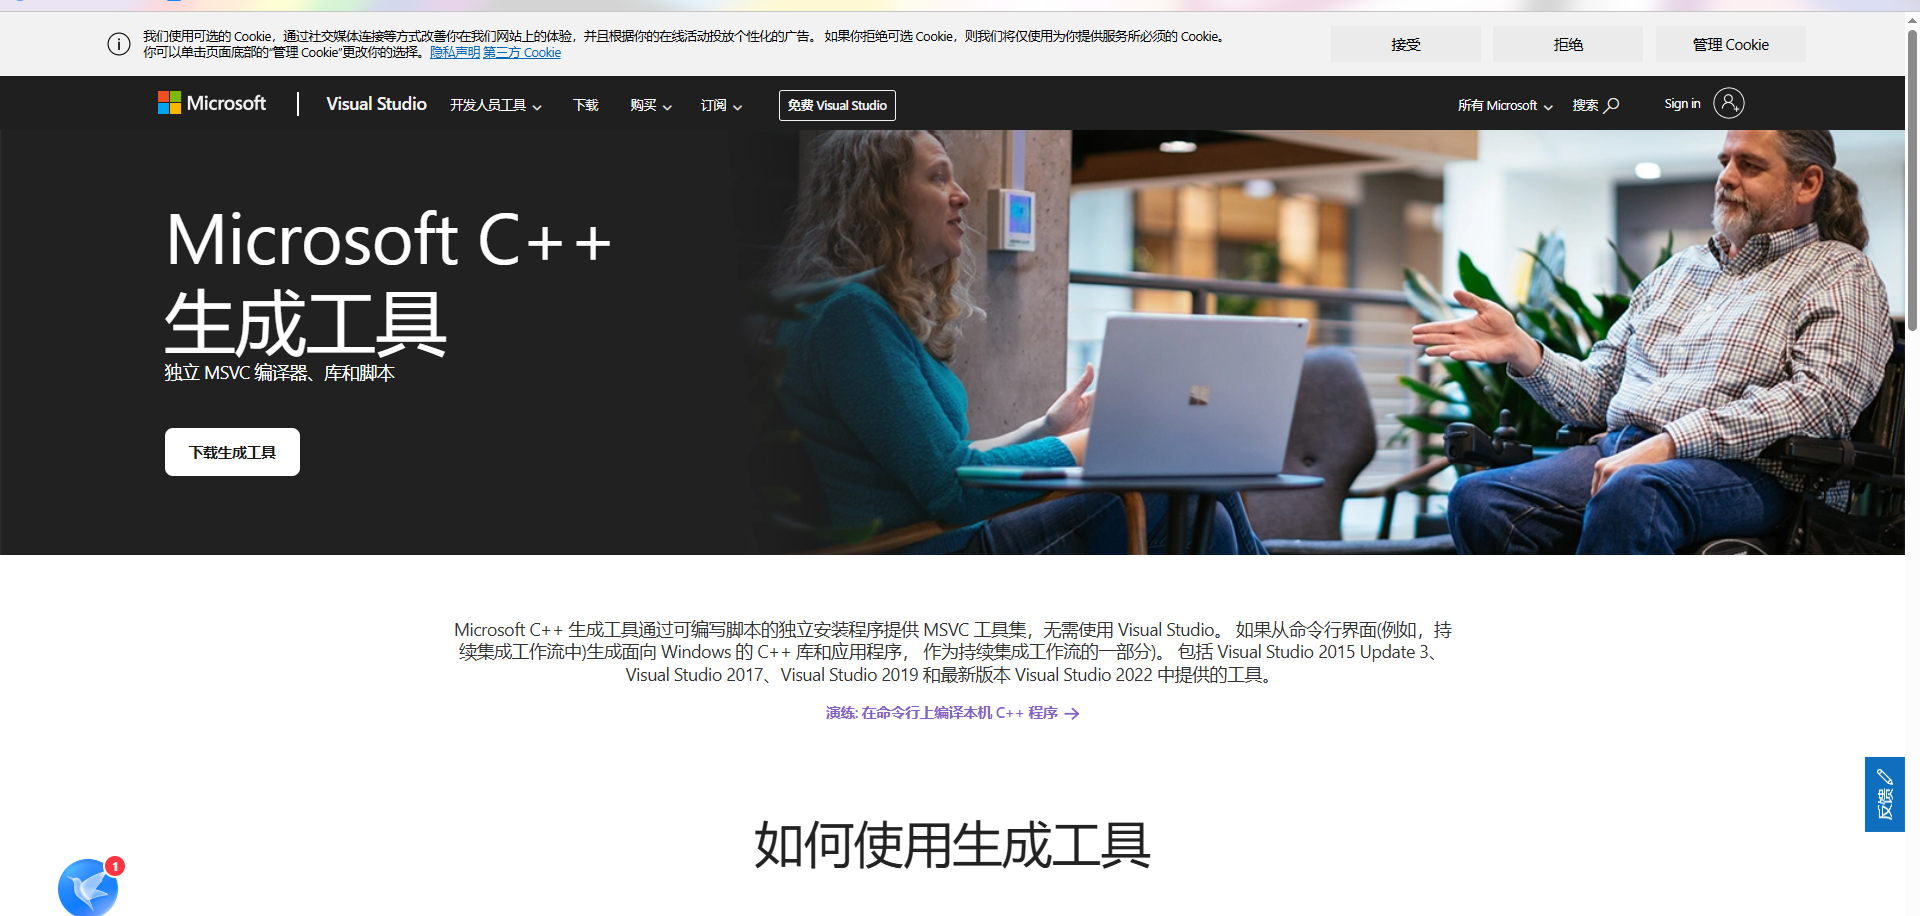 我们使用可选的 Cookie，通过社交媒体连接等方式改善你在我们网站上的体验，并且根据你的在线活动投放个性化的广告。 如果你拒绝可选 Cookie，则我们将仅使用为你提供服务所必须的 Cookie。
你可以单击页面底部的“管理 Cookie”更改你的选择。隐私声明 第三方 Cookie
接受
拒绝
管理 Cookie
Microsoft
Visual Studio
开发人员工具
下载
购买
订阅
免费 Visual Studio
所有 Microsoft
搜索
Sign in
Microsoft C++
生成工具
独立 MSVC 编译器、库和脚本
下载生成工具
Microsoft C++ 生成工具通过可编写脚本的独立安装程序提供 MSVC 工具集，无需使用 Visual Studio。 如果从命令行界面(例如，持
续集成工作流中)生成面向 Windows 的 C++ 库和应用程序， 作为持续集成工作流的一部分)。 包括 Visual Studio 2015 Update 3、
Visual Studio 2017、Visual Studio 2019 和最新版本 Visual Studio 2022 中提供的工具。
演练: 在命令行上编译本机 C++ 程序
反馈
如何使用生成工具
1